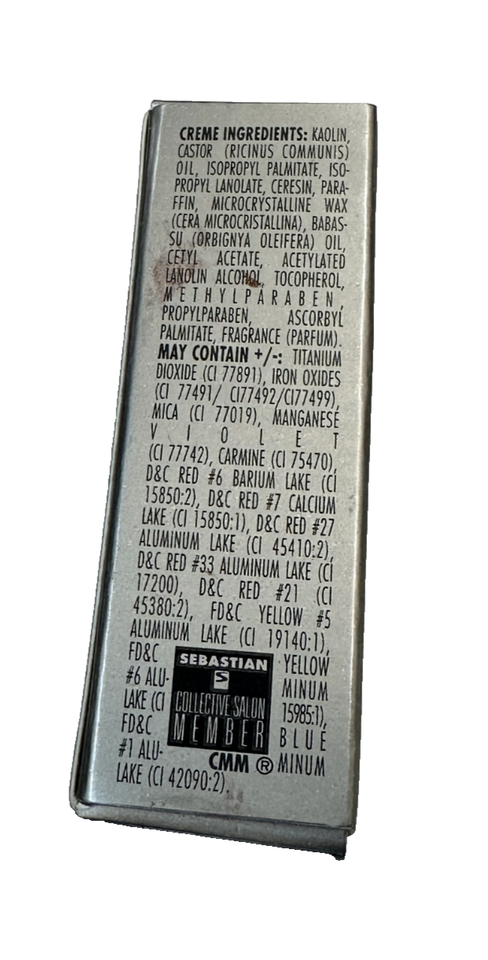 CREME INGREDIENTS: KAOLIN,
CASTOR (RICINUS COMMUNIS)
OIL, ISOPROPYL PALMITATE, ISO-
PROPYL LANOLATE, CERESIN, PARA-
FFIN, MICROCRYSTALLINE WAX
(CERA MICROCRISTALLINA), BABAS-
SU (ORBIGNYA OLEIFERA) OIL,
CETYL ACETATE, ACETYLATED
LANOLIN ALCOHOL, TOCOPHEROL,
METHYLPARABEN,
PROPYLPARABEN, ASCORBYL
PALMITATE, FRAGRANCE (PARFUM).
MAY CONTAIN +/-: TITANIUM
DIOXIDE (CI 77891), IRON OXIDES
(CI 77491/ CI77492/CI77499),
MICA (CI 77019), MANGANESE
VIOLET
(CI 77742), CARMINE (CI 75470),
D&C RED #6 BARIUM LAKE (CI
15850:2), D&C RED #7 CALCIUM
LAKE (CI 15850:1), D&C RED #27
ALUMINUM LAKE (CI 45410:2),
D&C RED #33 ALUMINUM LAKE (CI
17200), D&C RED #21 (CI
45380:2), FD&C YELLOW #5
ALUMINUM LAKE (CI 19140:1),
FD&C YELLOW
#6 ALU- MINUM
LAKE (CI 15985:1),
FD&C BLUE
#1 ALU- MINUM
LAKE (CI 42090:2).
SEBASTIAN
S
COLLECTIVE SALON
MEMBER
CMM ®